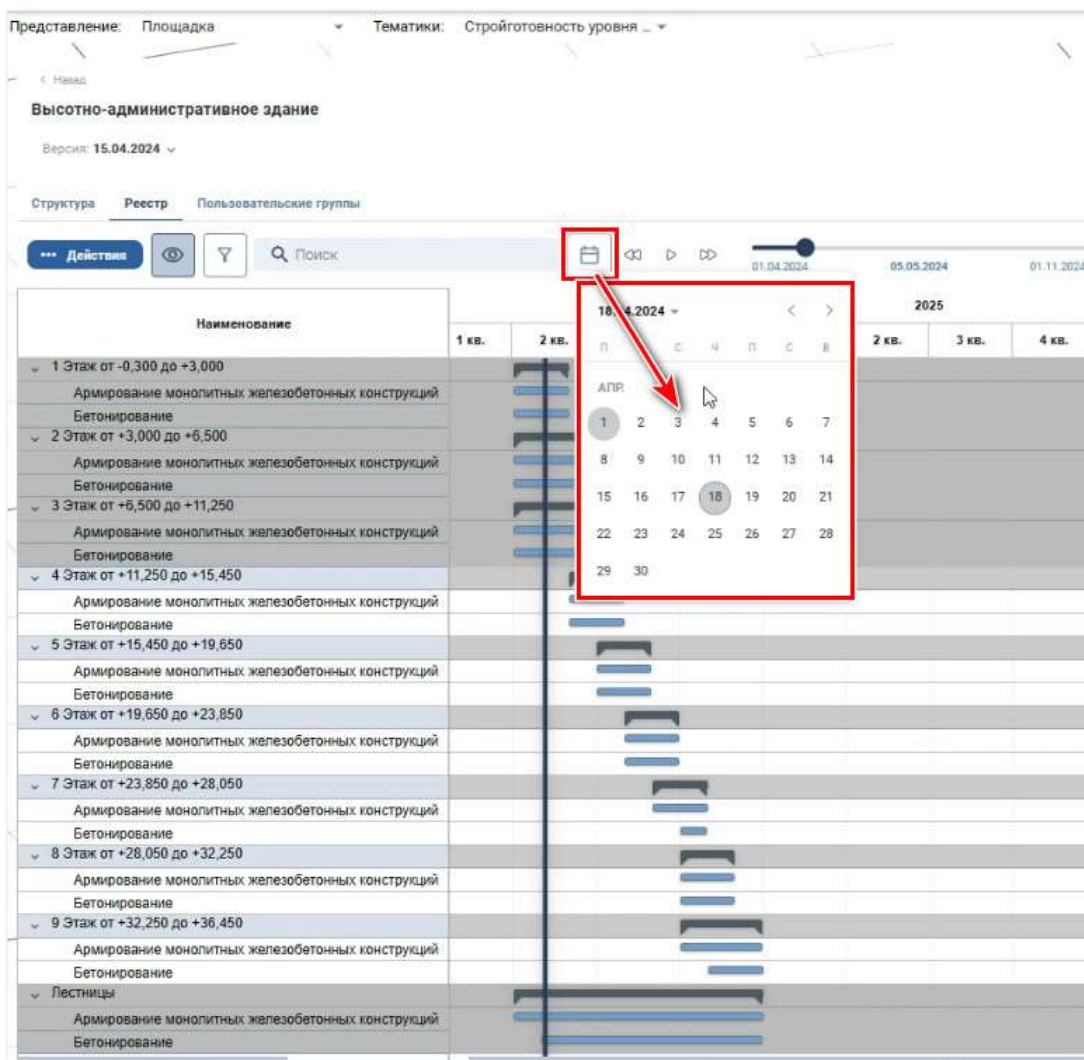 Представление: Площадка Тематики: Стройготовность уровня ...
< Назад
Высотно-административное здание
Версия: 15.04.2024
Структура Реестр Пользовательские группы
Действия Поиск 01.04.2024 05.05.2024 01.11.2024
Наименование 2025
1 кв. 2 кв. 2 кв. 3 кв. 4 кв.
П С Ч П С В
АПР.
1 2 3 4 5 6 7
8 9 10 11 12 13 14
15 16 17 18 19 20 21
22 23 24 25 26 27 28
29 30
1 Этаж от -0,300 до +3,000
Армирование монолитных железобетонных конструкций
Бетонирование
2 Этаж от +3,000 до +6,500
Армирование монолитных железобетонных конструкций
Бетонирование
3 Этаж от +6,500 до +11,250
Армирование монолитных железобетонных конструкций
Бетонирование
4 Этаж от +11,250 до +15,450
Армирование монолитных железобетонных конструкций
Бетонирование
5 Этаж от +15,450 до +19,650
Армирование монолитных железобетонных конструкций
Бетонирование
6 Этаж от +19,650 до +23,850
Армирование монолитных железобетонных конструкций
Бетонирование
7 Этаж от +23,850 до +28,050
Армирование монолитных железобетонных конструкций
Бетонирование
8 Этаж от +28,050 до +32,250
Армирование монолитных железобетонных конструкций
Бетонирование
9 Этаж от +32,250 до +36,450
Армирование монолитных железобетонных конструкций
Бетонирование
Лестницы
Армирование монолитных железобетонных конструкций
Бетонирование